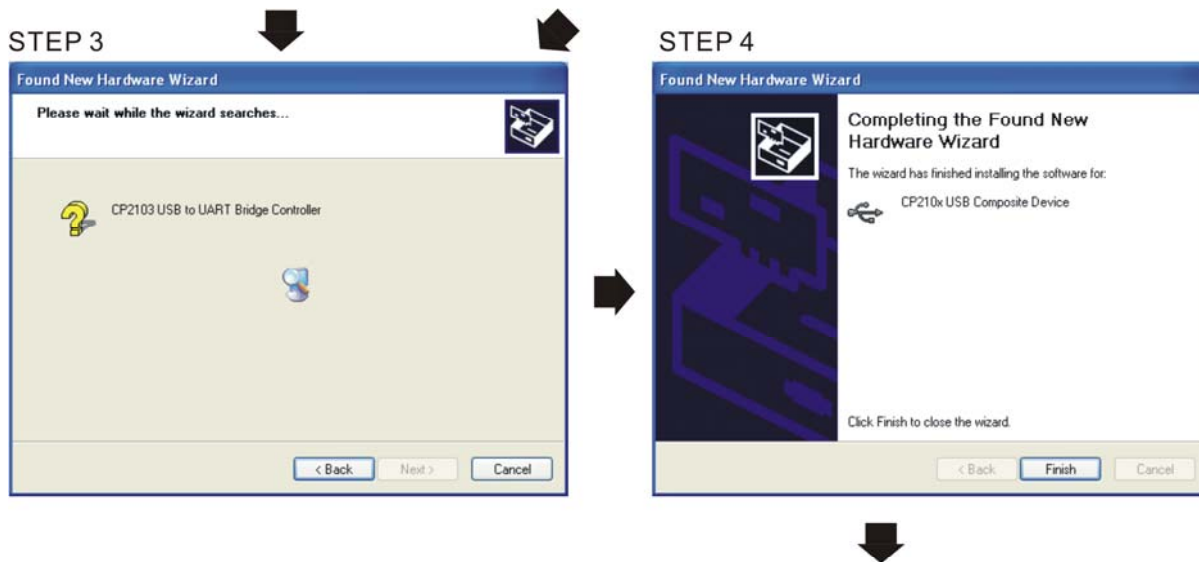 STEP 3
Found New Hardware Wizard
Please wait while the wizard searches...
CP2103 USB to UART Bridge Controller
< Back
Next >
Cancel
STEP 4
Found New Hardware Wizard
Completing the Found New
Hardware Wizard
The wizard has finished installing the software for:
CP210x USB Composite Device
Click Finish to close the wizard.
< Back
Finish
Cancel